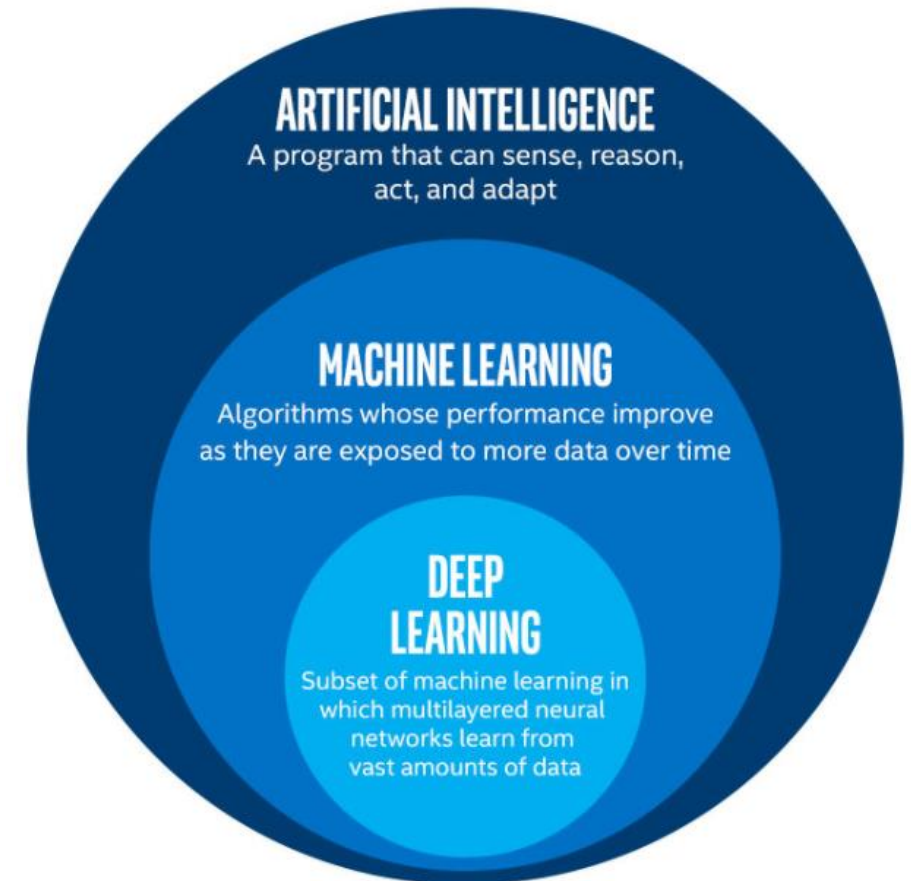 ARTIFICIAL INTELLIGENCE
A program that can sense, reason,
act, and adapt
MACHINE LEARNING
Algorithms whose performance improve
as they are exposed to more data over time
DEEP
LEARNING
Subset of machine learning in
which multilayered neural
networks learn from
vast amounts of data